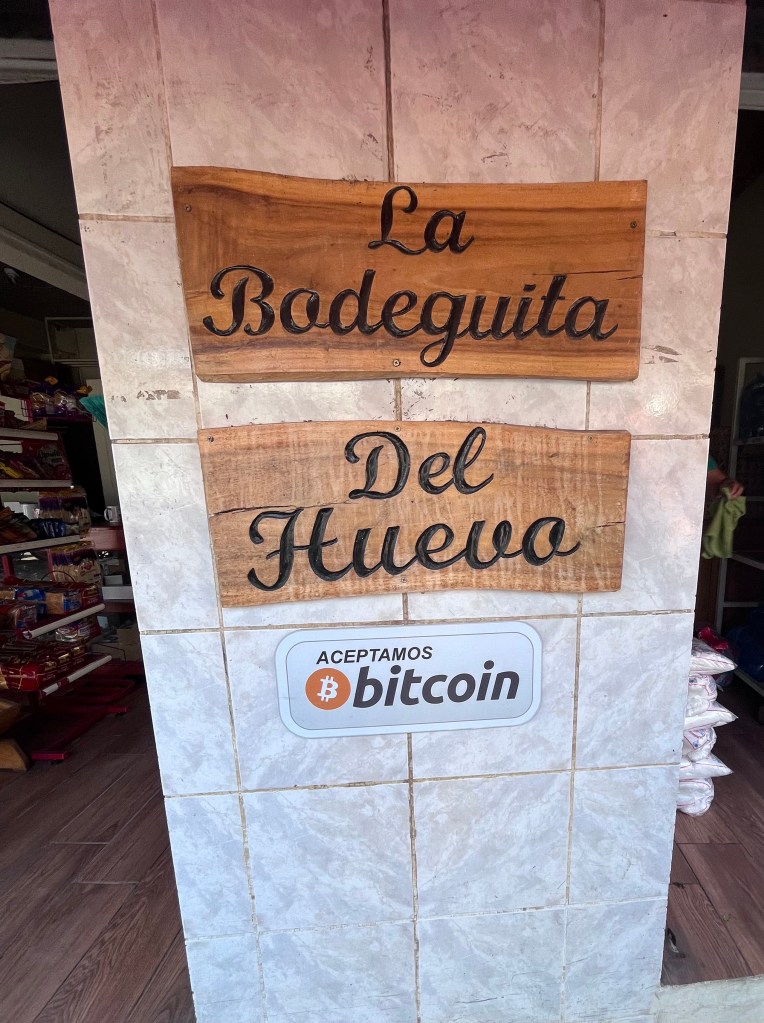 La
Bodeguita
Del
Huevo
ACEPTAMOS
bitcoin